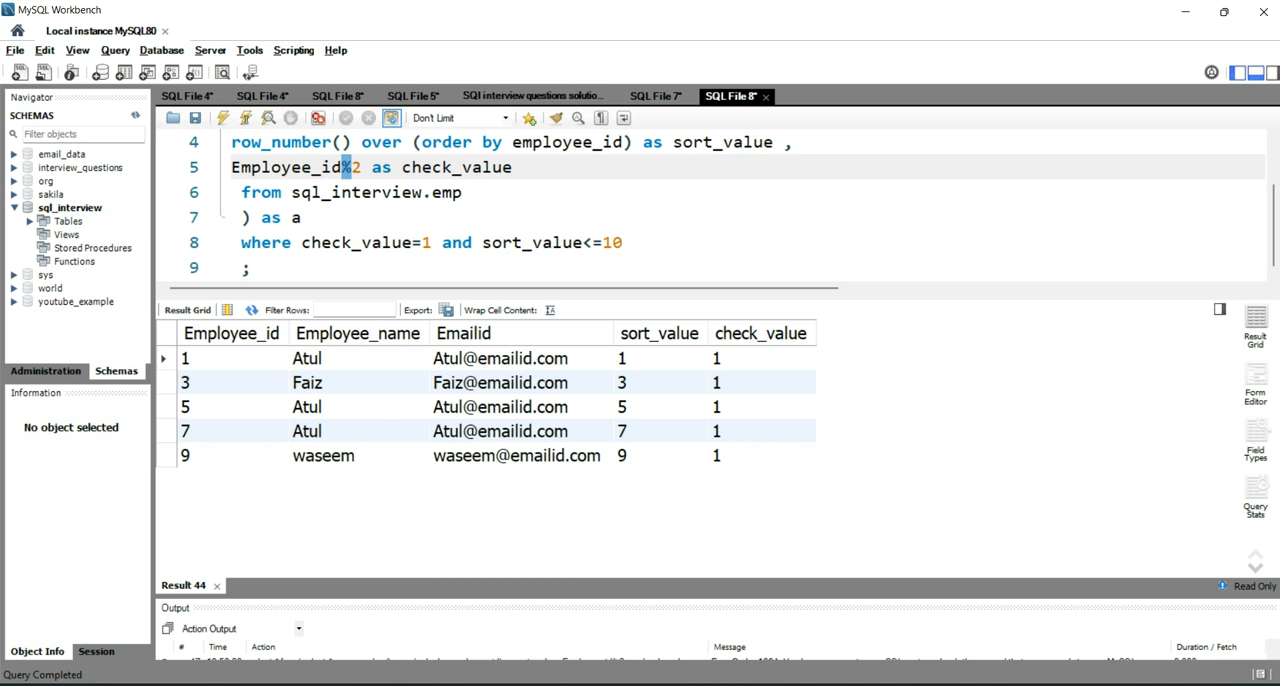 MySQL Workbench
Local instance MySQL80 ×
File Edit View Query Database Server Tools Scripting Help
Navigator
SCHEMAS
Filter objects
email_data
interview_questions
org
sakila
sql_interview
Tables
Views
Stored Procedures
Functions
sys
world
youtube_example
Administration Schemas
Information
No object selected
Object Info Session
SQL File 4* SQL File 4* SQL File 8* SQL File 5* SQl interview questions solutio... SQL File 7* SQL File 8* ×
Don't Limit
4 row_number() over (order by employee_id) as sort_value ,
5 Employee_id%2 as check_value
6 from sql_interview.emp
7 ) as a
8 where check_value=1 and sort_value<=10
9 ;
Result Grid Filter Rows: Export: Wrap Cell Content:
Employee_id Employee_name Emailid sort_value check_value
1 Atul Atul@emailid.com 1 1
3 Faiz Faiz@emailid.com 3 1
5 Atul Atul@emailid.com 5 1
7 Atul Atul@emailid.com 7 1
9 waseem waseem@emailid.com 9 1
Result Grid
Form Editor
Field Types
Query Stats
Result 44 ×
Read Only
Output
Action Output
# Time Action Message Duration / Fetch
Query Completed